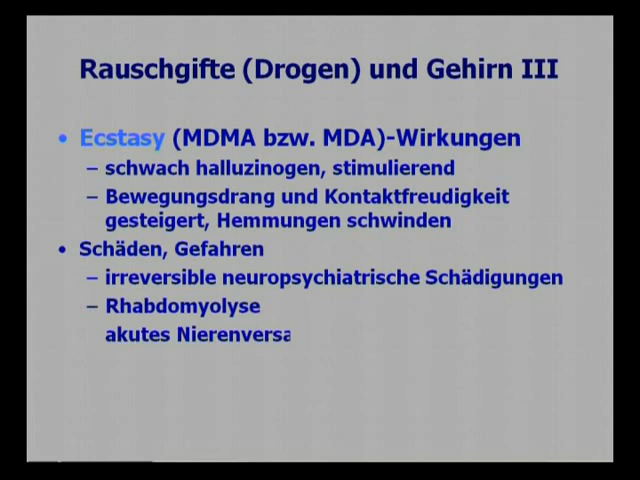 Rauschgifte (Drogen) und Gehirn III
• Ecstasy (MDMA bzw. MDA)-Wirkungen
– schwach halluzinogen, stimulierend
– Bewegungsdrang und Kontaktfreudigkeit
gesteigert, Hemmungen schwinden
• Schäden, Gefahren
– irreversible neuropsychiatrische Schädigungen
– Rhabdomyolyse
akutes Nierenversa